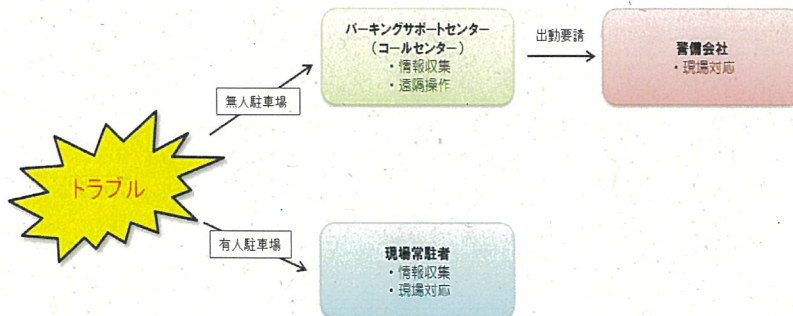 トラブル
無人駐車場
パーキングサポートセンター
（コールセンター）
・情報収集
・遠隔操作
出動要請
警備会社
・現場対応
有人駐車場
現場常駐者
・情報収集
・現場対応